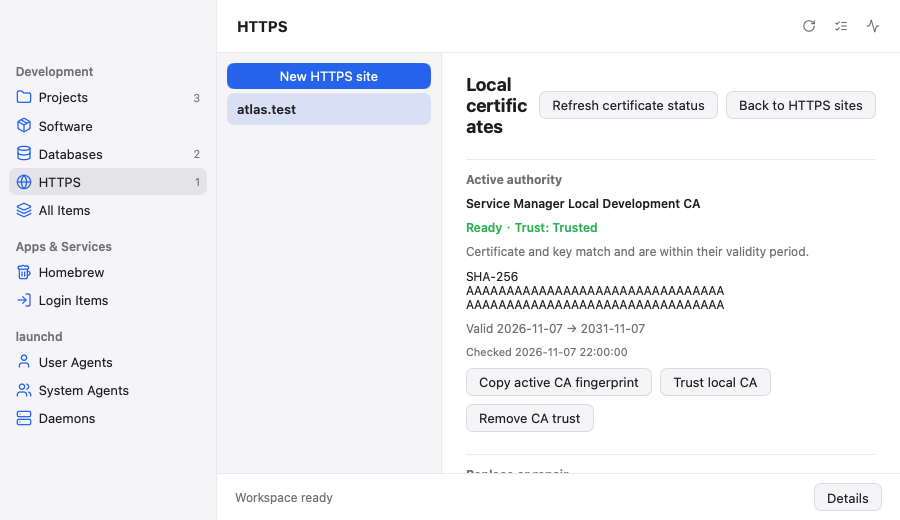 HTTPS
Development
Projects 3
Software
Databases 2
HTTPS 1
All Items
Apps & Services
Homebrew
Login Items
launchd
User Agents
System Agents
Daemons
New HTTPS site
atlas.test
Local
certific
ates
Refresh certificate status
Back to HTTPS sites
Active authority
Service Manager Local Development CA
Ready · Trust: Trusted
Certificate and key match and are within their validity period.
SHA-256
AAAAAAAAAAAAAAAAAAAAAAAAAAAAAAAA
AAAAAAAAAAAAAAAAAAAAAAAAAAAAAAAA
Valid 2026-11-07 → 2031-11-07
Checked 2026-11-07 22:00:00
Copy active CA fingerprint
Trust local CA
Remove CA trust
Replace or repair
Workspace ready
Details